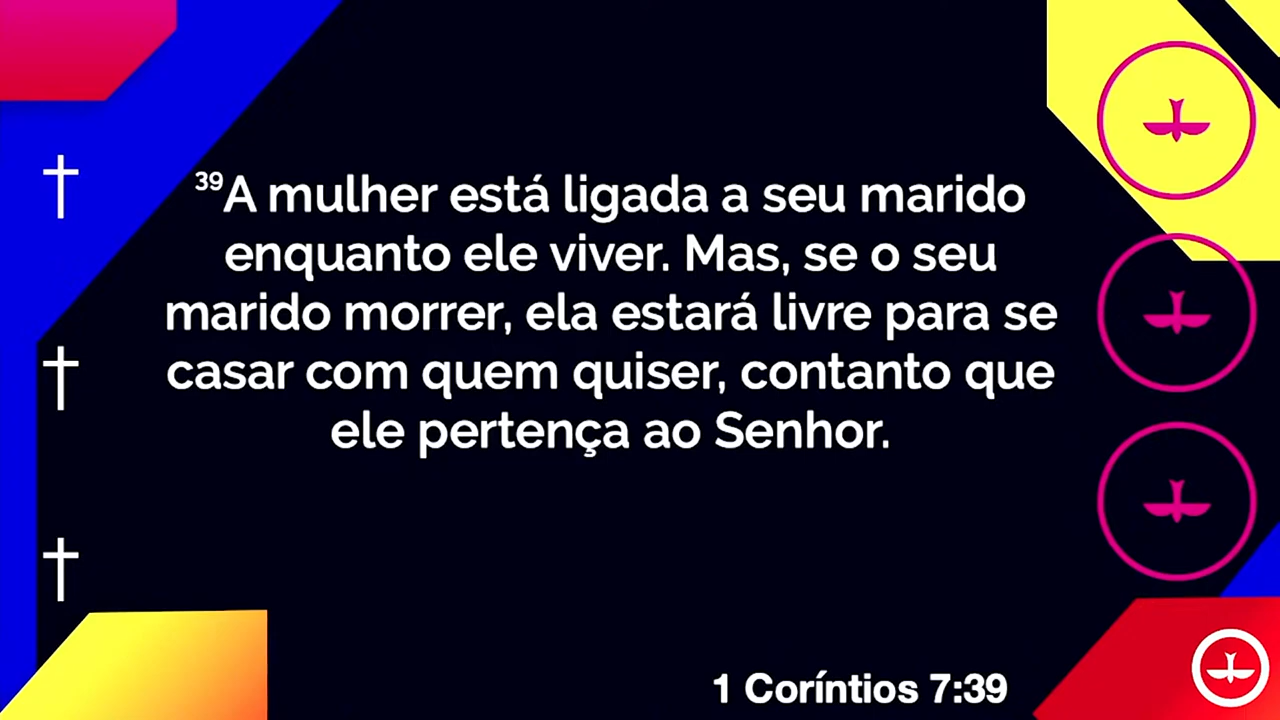 ³⁹A mulher está ligada a seu marido
enquanto ele viver. Mas, se o seu
marido morrer, ela estará livre para se
casar com quem quiser, contanto que
ele pertença ao Senhor.
1 Coríntios 7:39